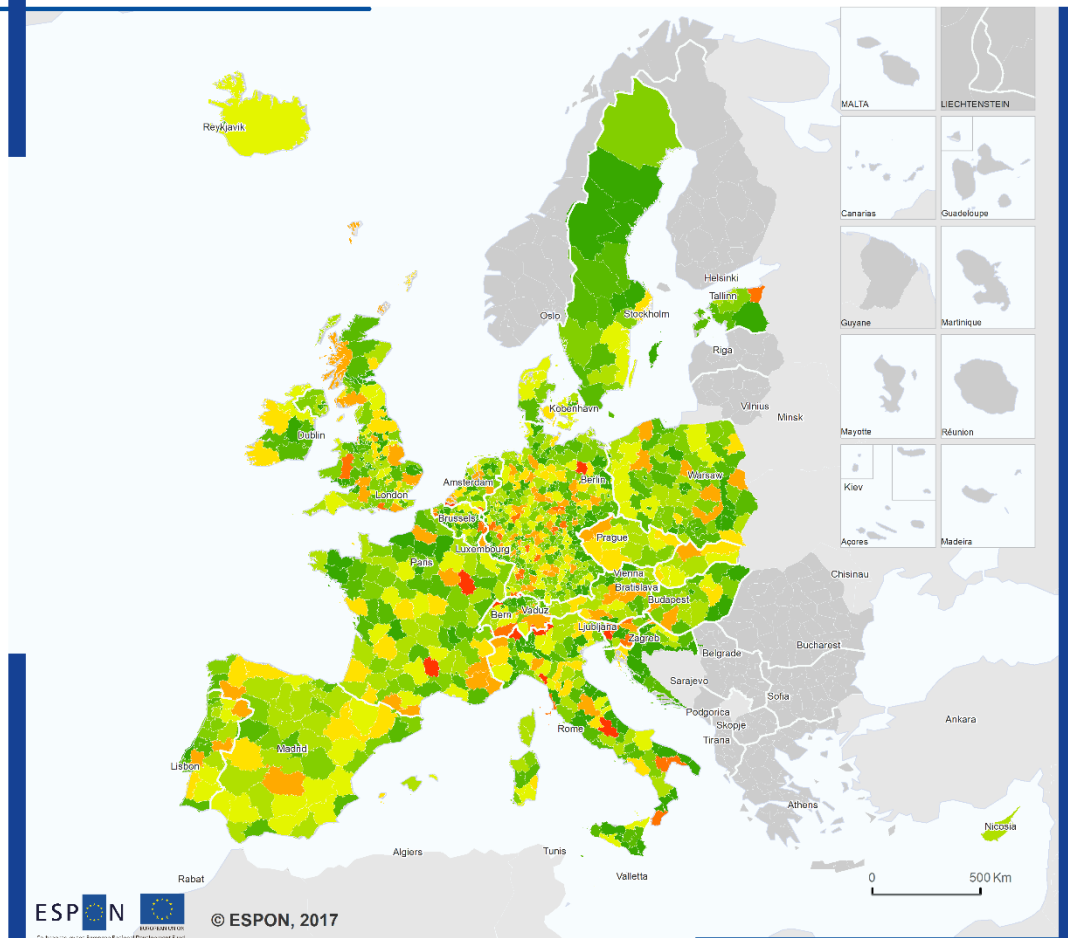 Reykjavik
MALTA
LIECHTENSTEIN
Canarias
Guadeloupe
Helsinki
Tallinn
Oslo
Stockholm
Guyane
Martinique
Riga
København
Vilnius
Minsk
Mayotte
Réunion
Dublin
Amsterdam
Berlin
Warsaw
London
Kiev
Brussels
Prague
Luxembourg
Açores
Madeira
Paris
Vienna
Bratislava
Chisinau
Budapest
Bern
Vaduz
Ljubljana
Zagreb
Belgrade
Bucharest
Sarajevo
Sofia
Podgorica
Skopje
Ankara
Rome
Tirana
Madrid
Lisbon
Athens
Nicosia
Algiers
Tunis
Valletta
Rabat
0 500 Km
ESPON
EUROPEAN UNION
© ESPON, 2017